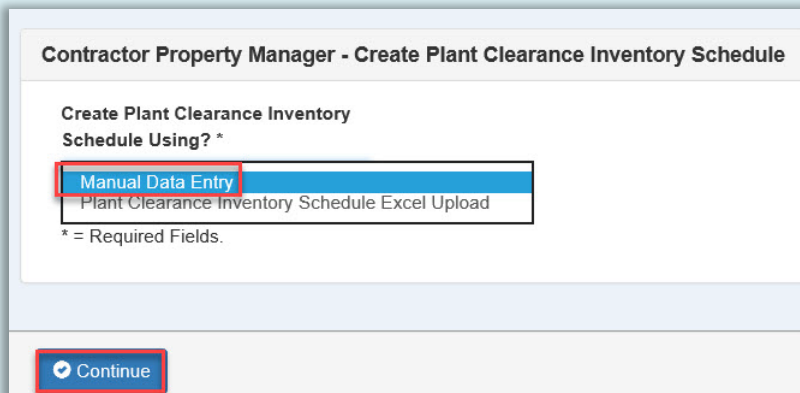 Contractor Property Manager - Create Plant Clearance Inventory Schedule
Create Plant Clearance Inventory
Schedule Using? *
Manual Data Entry
Plant Clearance Inventory Schedule Excel Upload
* = Required Fields.
Continue